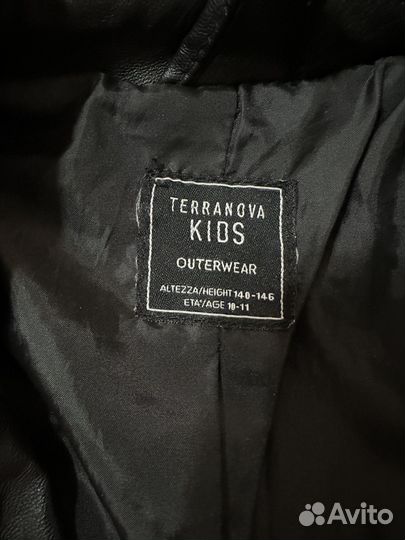 TERRANOVA
KIDS
OUTERWEAR
ALTEZZA/HEIGHT 140-146
ETA'/AGE 10-11
Avito